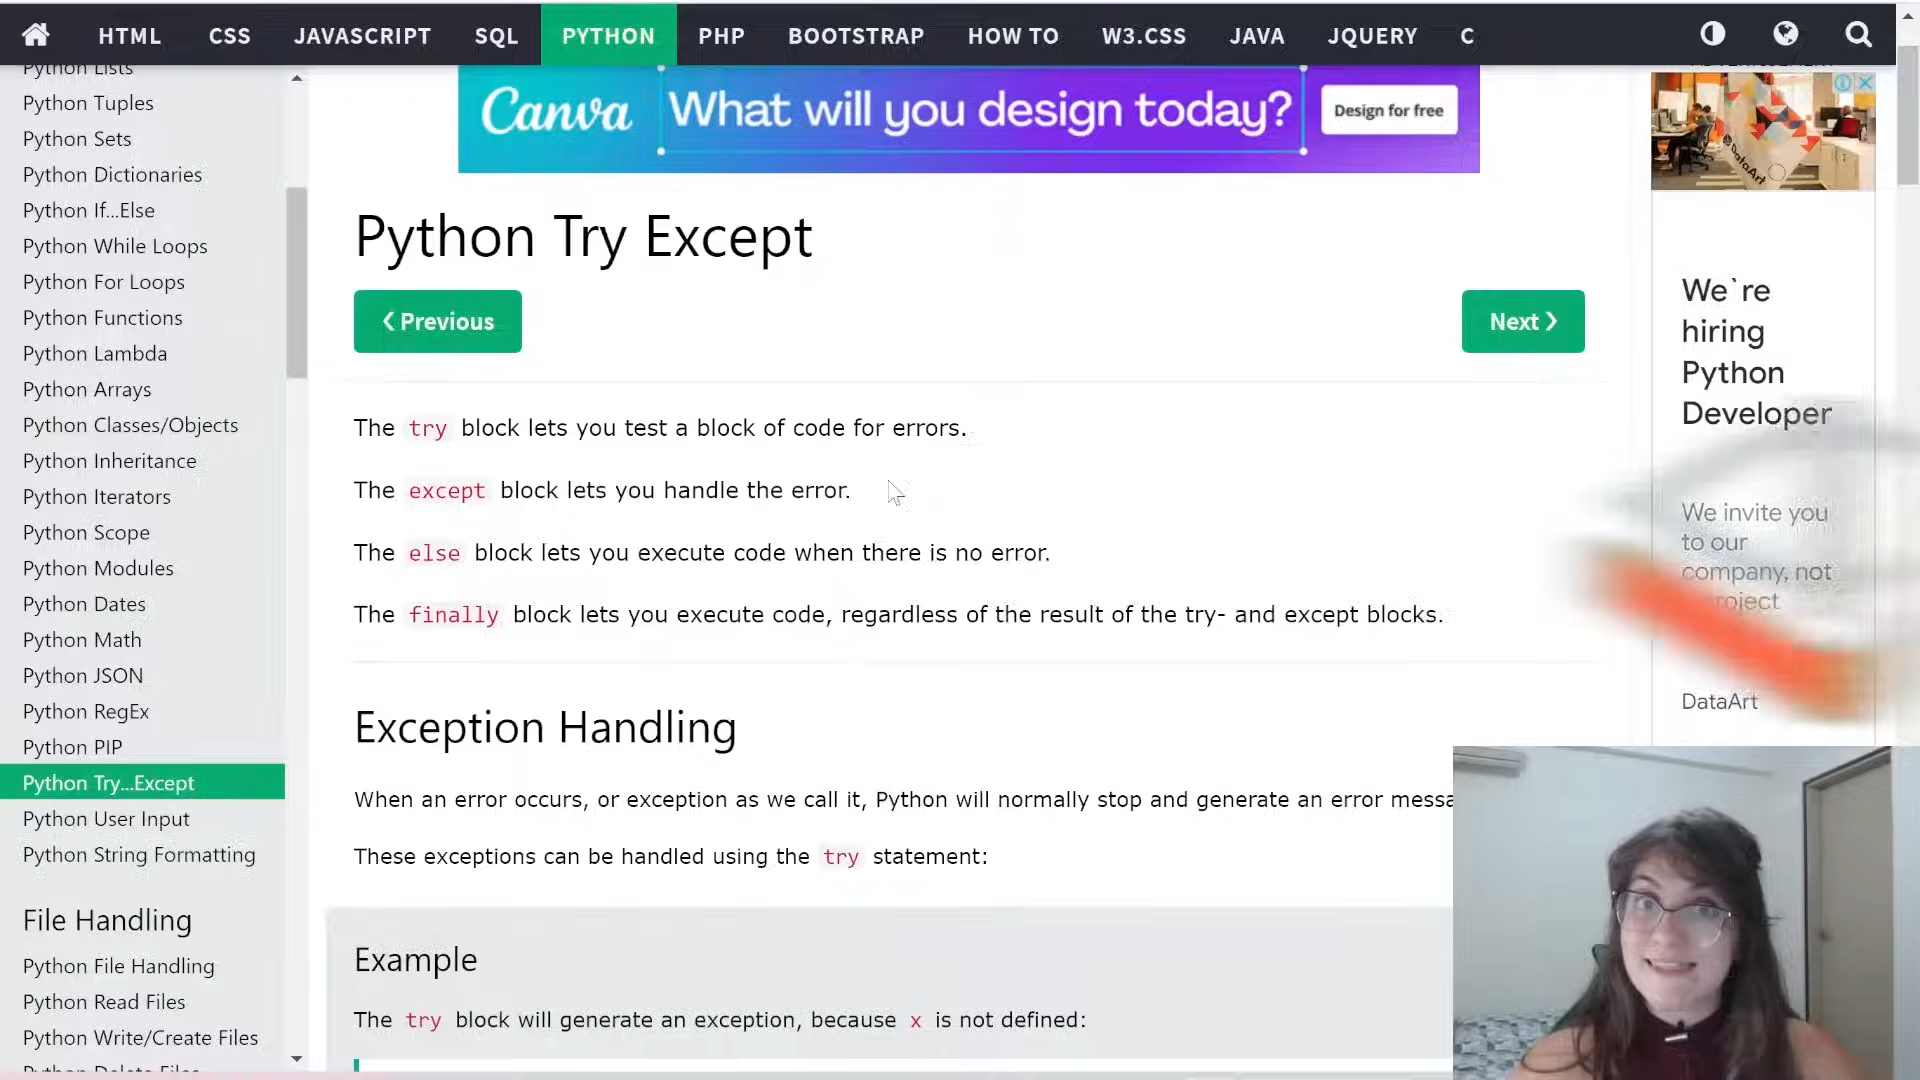 HTML CSS JAVASCRIPT SQL PYTHON PHP BOOTSTRAP HOW TO W3.CSS JAVA JQUERY C
Python Lists
Python Tuples
Python Sets
Python Dictionaries
Python If...Else
Python While Loops
Python For Loops
Python Functions
Python Lambda
Python Arrays
Python Classes/Objects
Python Inheritance
Python Iterators
Python Scope
Python Modules
Python Dates
Python Math
Python JSON
Python RegEx
Python PIP
Python Try...Except
Python User Input
Python String Formatting
File Handling
Python File Handling
Python Read Files
Python Write/Create Files
Python Delete Files
Canva What will you design today? Design for free
Python Try Except
❮ Previous Next ❯
The try block lets you test a block of code for errors.
The except block lets you handle the error.
The else block lets you execute code when there is no error.
The finally block lets you execute code, regardless of the result of the try- and except blocks.
Exception Handling
When an error occurs, or exception as we call it, Python will normally stop and generate an error messa
These exceptions can be handled using the try statement:
Example
The try block will generate an exception, because x is not defined:
ADVERTISEMENT
DataArt
We`re
hiring
Python
Developer
We invite you
to our
company, not
project
DataArt